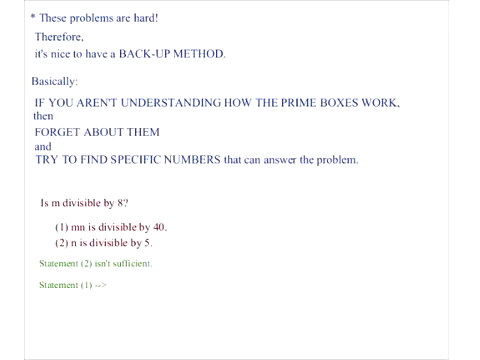 * These problems are hard!
Therefore,
it's nice to have a BACK-UP METHOD.
Basically:
IF YOU AREN'T UNDERSTANDING HOW THE PRIME BOXES WORK,
then
FORGET ABOUT THEM
and
TRY TO FIND SPECIFIC NUMBERS that can answer the problem.
Is m divisible by 8?
(1) mn is divisible by 40.
(2) n is divisible by 5.
Statement (2) isn't sufficient.
Statement (1) -->